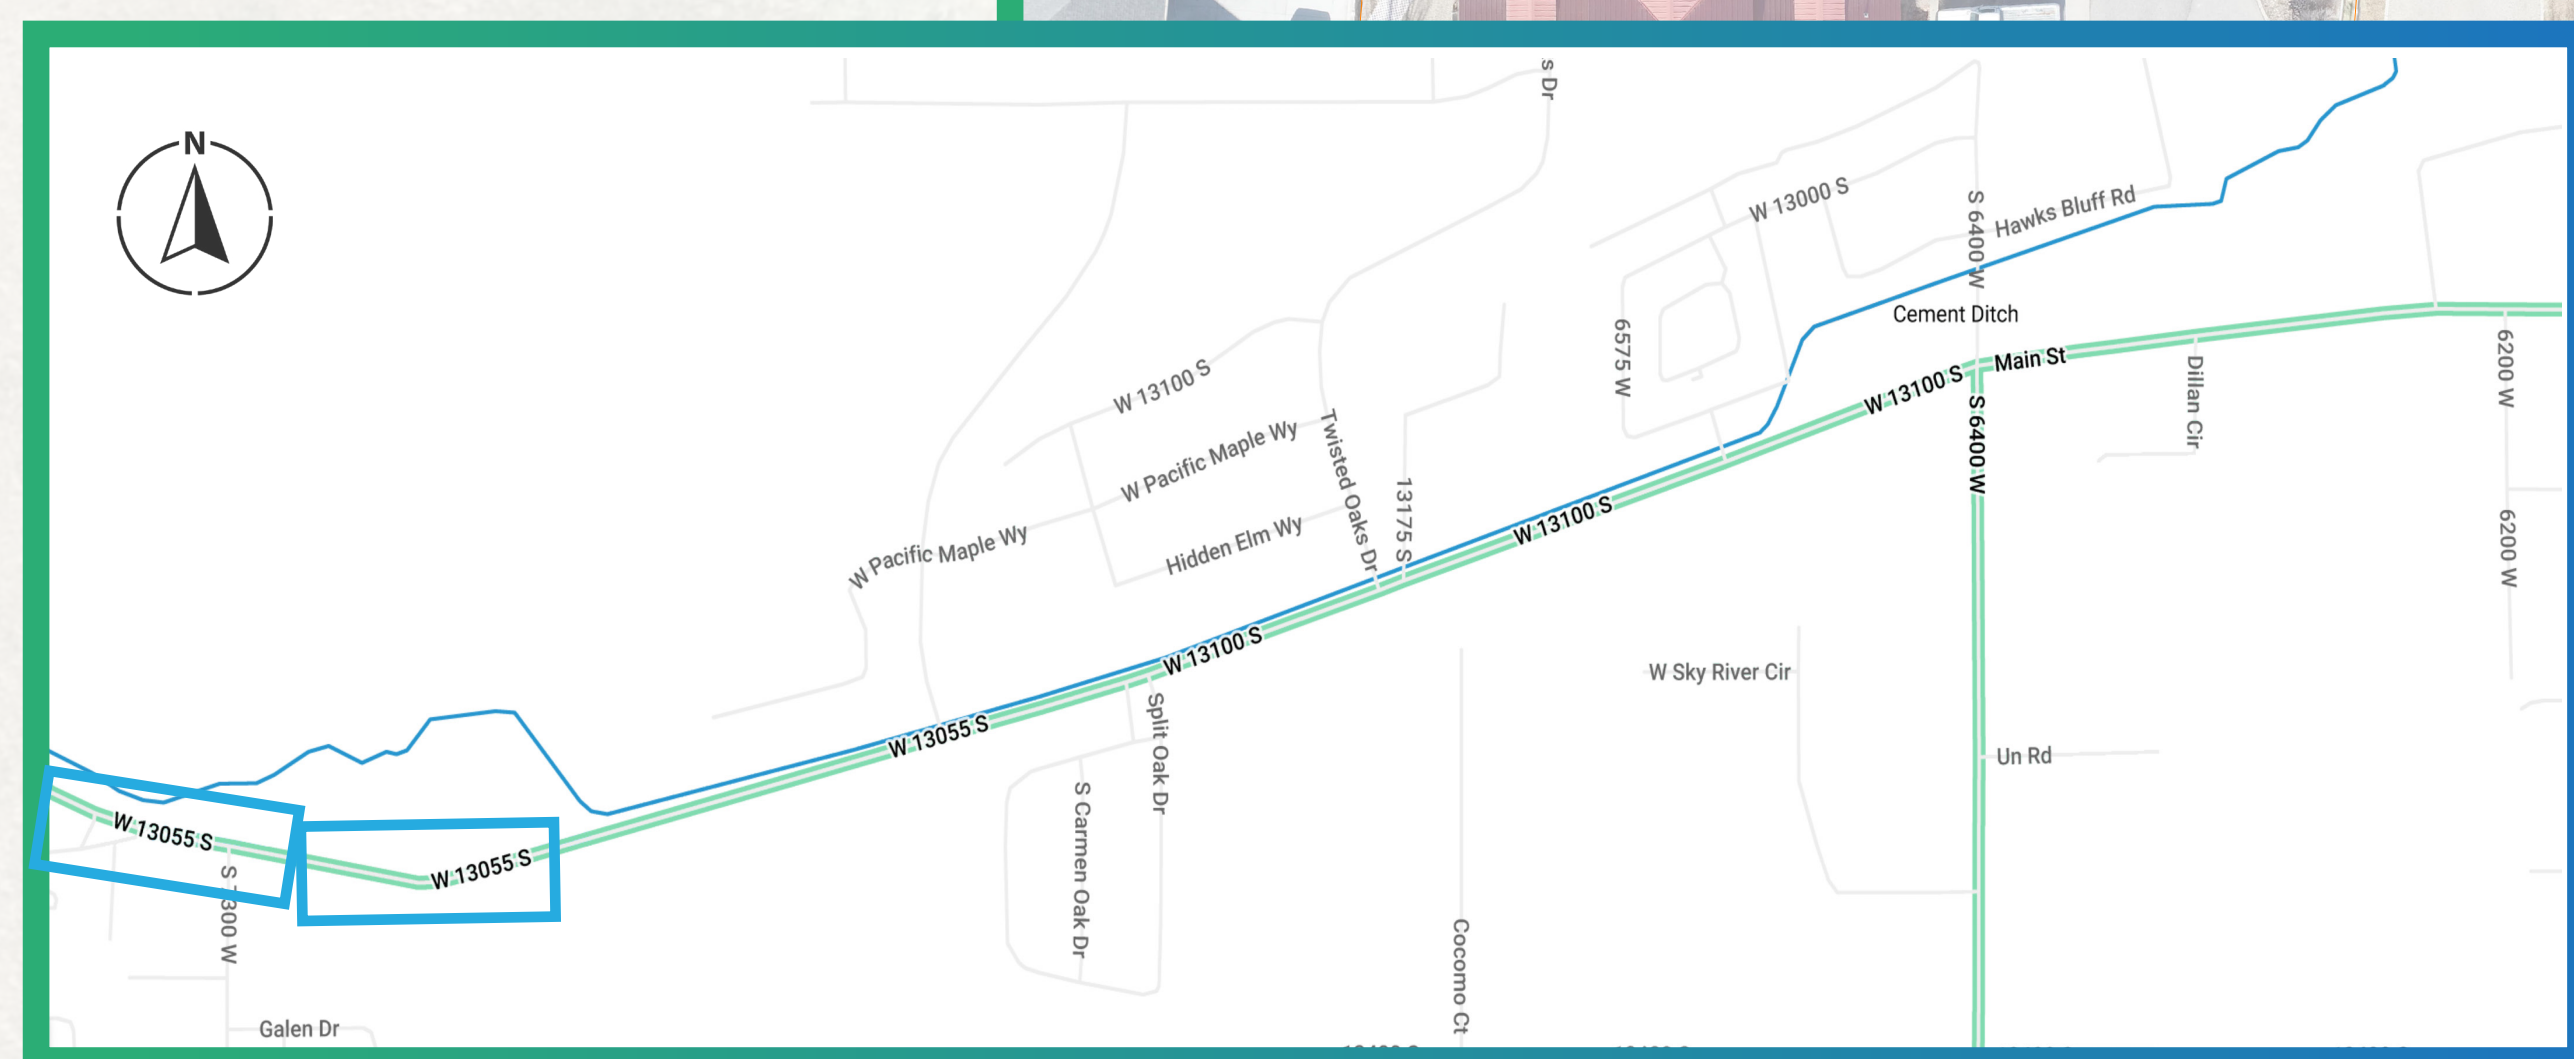 s Dr
N
W 13000 S
S 6400 W
Hawks Bluff Rd
Cement Ditch
6575 W
Main St
W 13100 S
6200 W
Dillan Cir
W 13100 S
S 6400 W
W Pacific Maple Wy
Twisted Oaks Dr
13175 S
W 13100 S
W Pacific Maple Wy
Hidden Elm Wy
6200 W
W 13100 S
W Sky River Cir
W 13055 S
Split Oak Dr
Un Rd
W 13055 S
S Carmen Oak Dr
W 13055 S
Cocomo Ct
Galen Dr